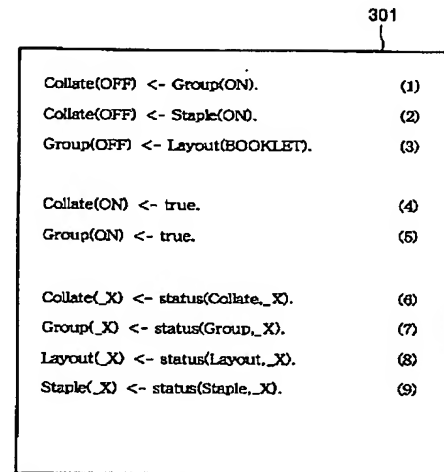 301
Collate(OFF) <- Group(ON). (1)
Collate(OFF) <- Staple(ON). (2)
Group(OFF) <- Layout(BOOKLET). (3)
Collate(ON) <- true. (4)
Group(ON) <- true. (5)
Collate(_X) <- status(Collate,_X). (6)
Group(_X) <- status(Group,_X). (7)
Layout(_X) <- status(Layout,_X). (8)
Staple(_X) <- status(Staple,_X). (9)